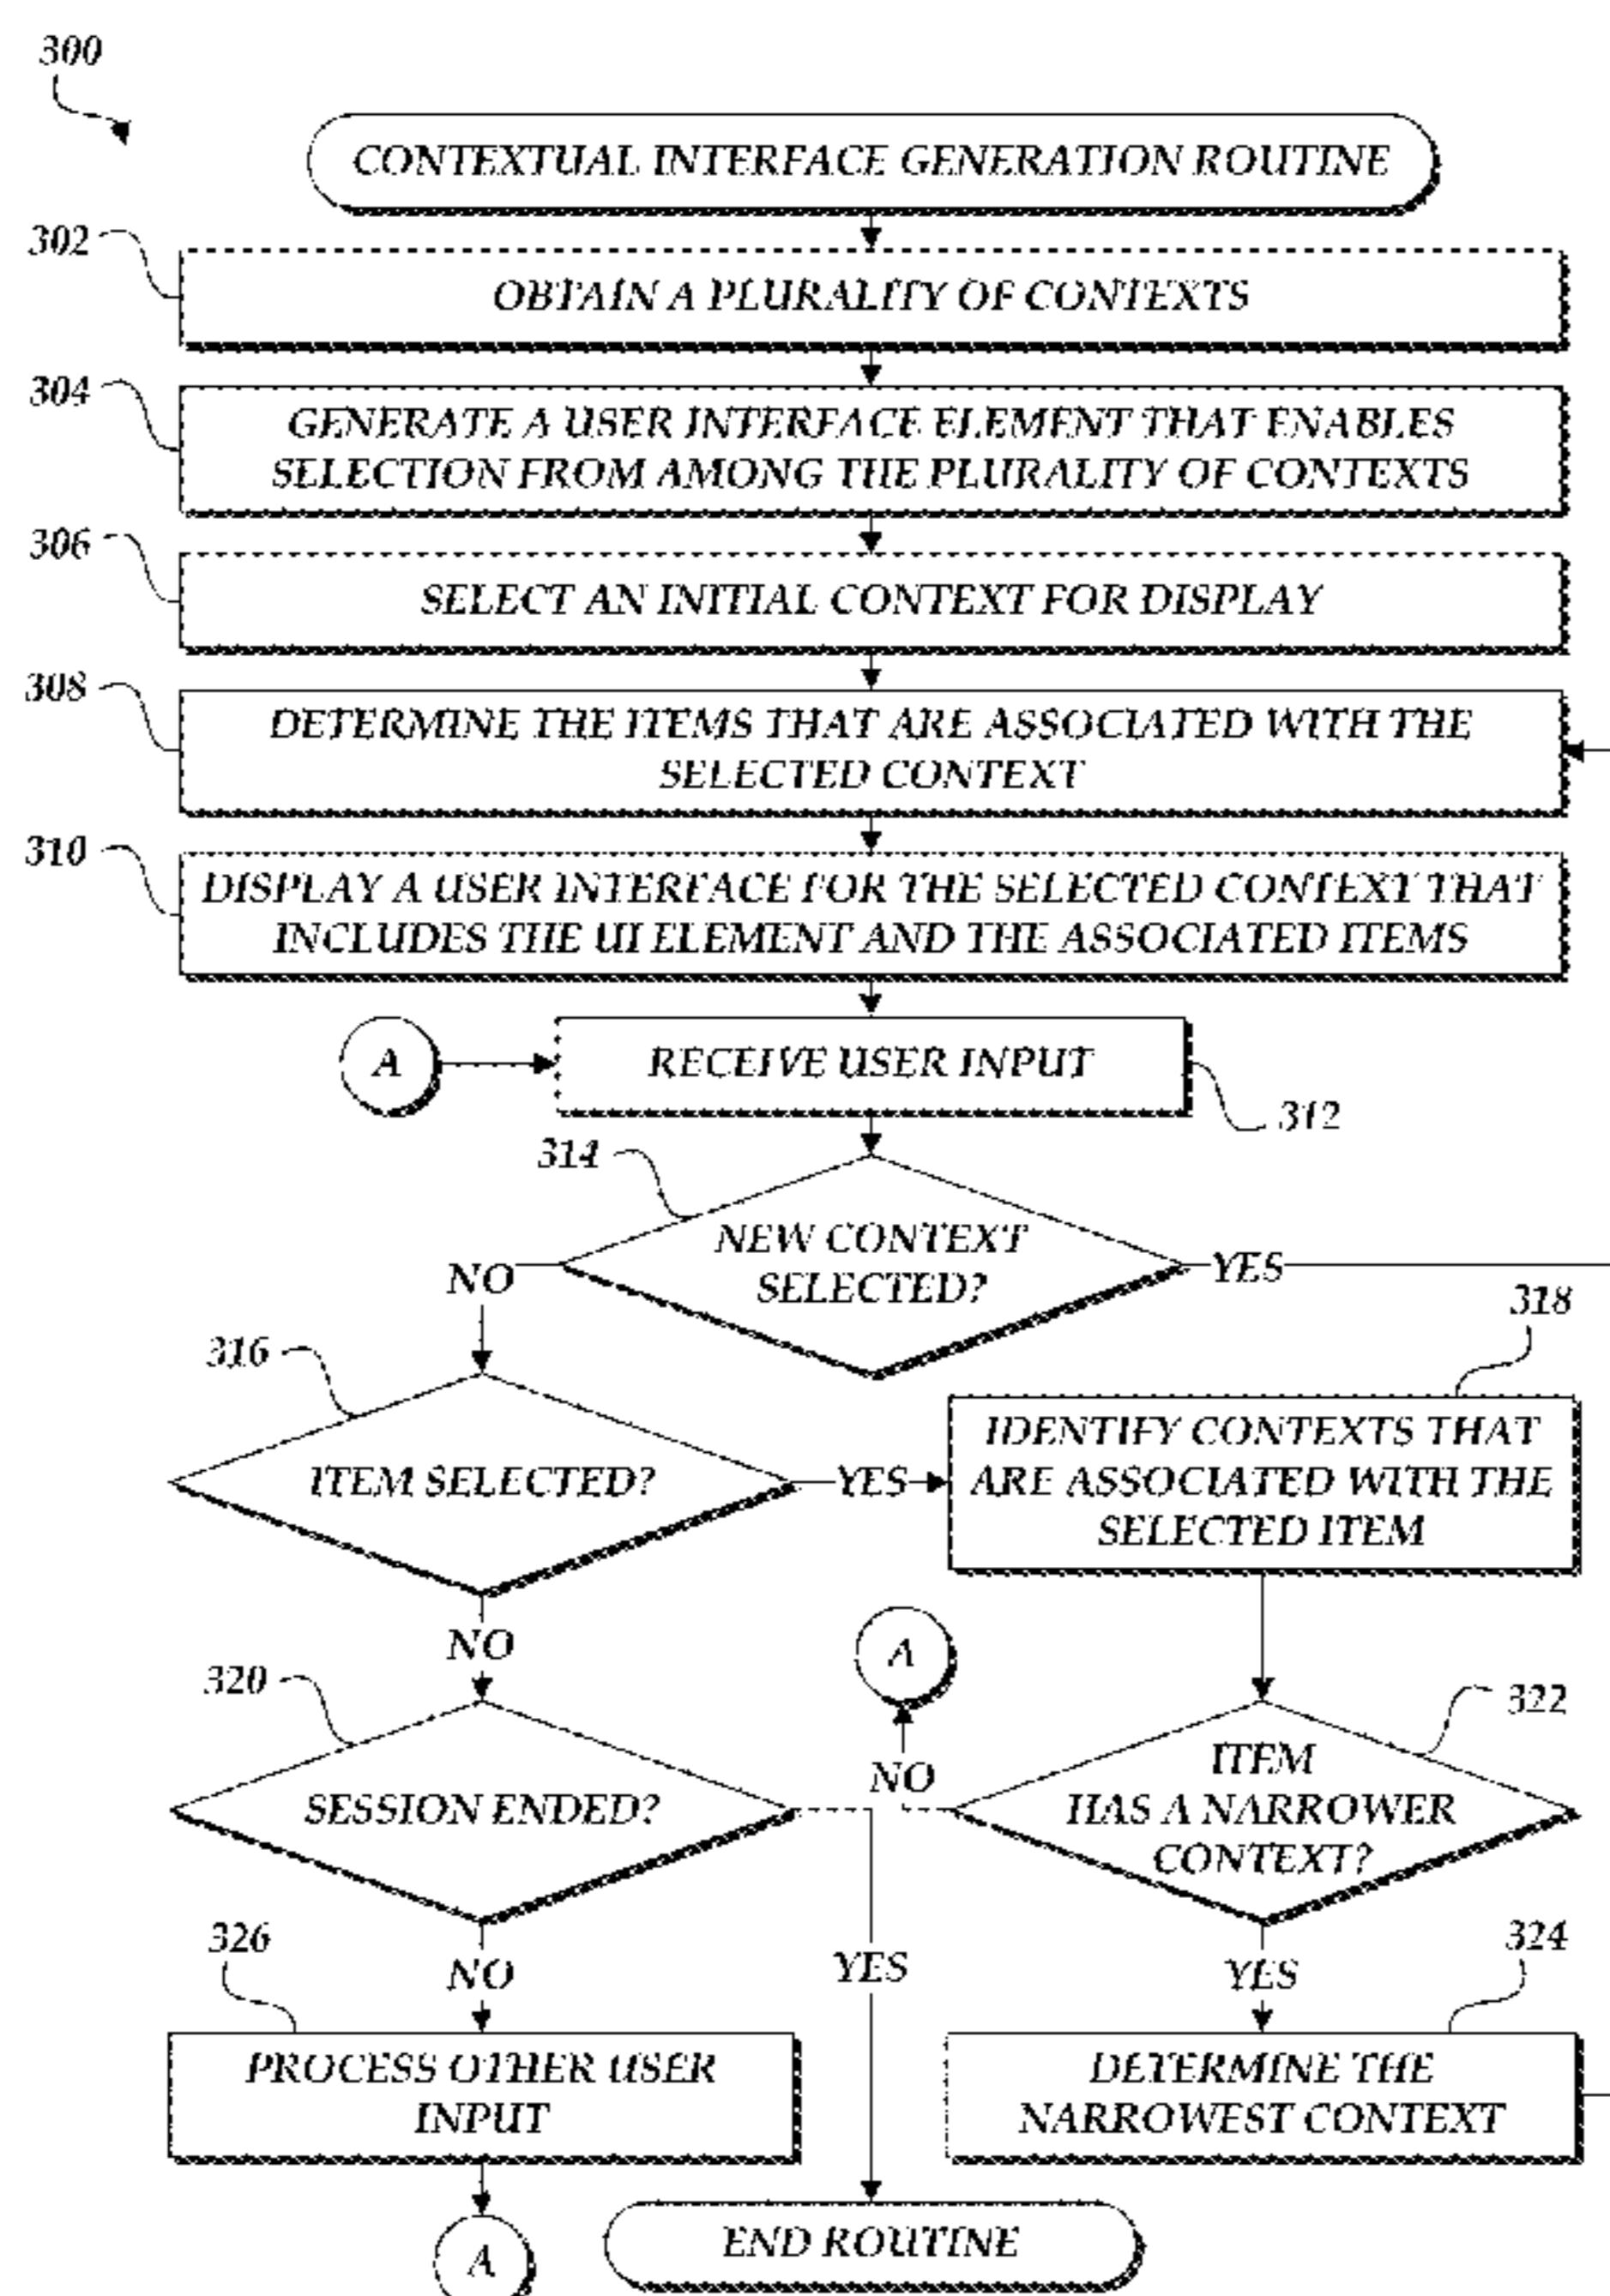 300
CONTEXTUAL INTERFACE GENERATION ROUTINE
302
OBTAIN A PLURALITY OF CONTEXTS
304
GENERATE A USER INTERFACE ELEMENT THAT ENABLES
SELECTION FROM AMONG THE PLURALITY OF CONTEXTS
306
SELECT AN INITIAL CONTEXT FOR DISPLAY
308
DETERMINE THE ITEMS THAT ARE ASSOCIATED WITH THE
SELECTED CONTEXT
310
DISPLAY A USER INTERFACE FOR THE SELECTED CONTEXT THAT
INCLUDES THE UI ELEMENT AND THE ASSOCIATED ITEMS
A
RECEIVE USER INPUT
312
314
NEW CONTEXT
SELECTED?
NO
YES
318
316
ITEM SELECTED?
YES
IDENTIFY CONTEXTS THAT
ARE ASSOCIATED WITH THE
SELECTED ITEM
NO
A
320
322
SESSION ENDED?
NO
ITEM
HAS A NARROWER
CONTEXT?
326
NO
YES
YES
324
PROCESS OTHER USER
INPUT
DETERMINE THE
NARROWEST CONTEXT
A
END ROUTINE